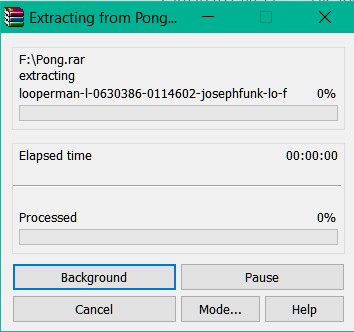 Extracting from Pong...
F:\Pong.rar
extracting
looperman-l-0630386-0114602-josephfunk-lo-f 0%
Elapsed time 00:00:00
Processed 0%
Background Pause
Cancel Mode... Help